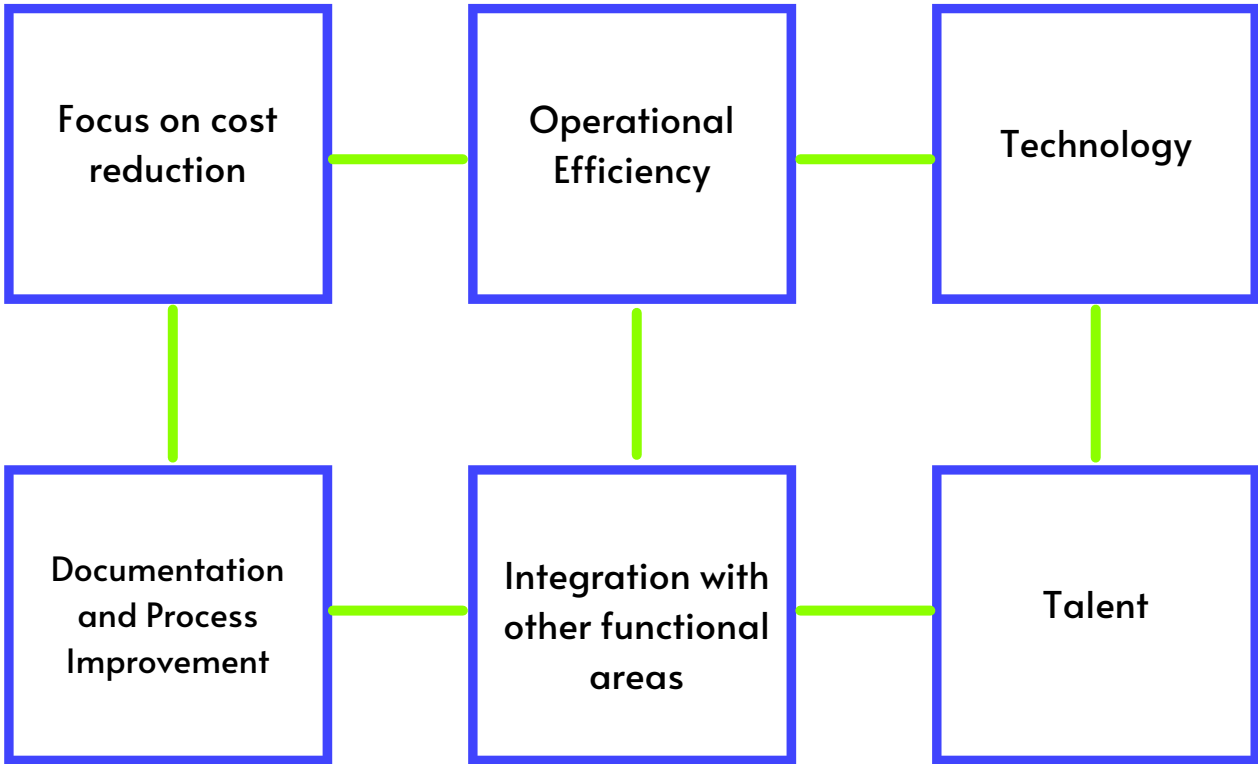 Focus on cost
reduction
Operational
Efficiency
Technology
Documentation
and Process
Improvement
Integration with
other functional
areas
Talent